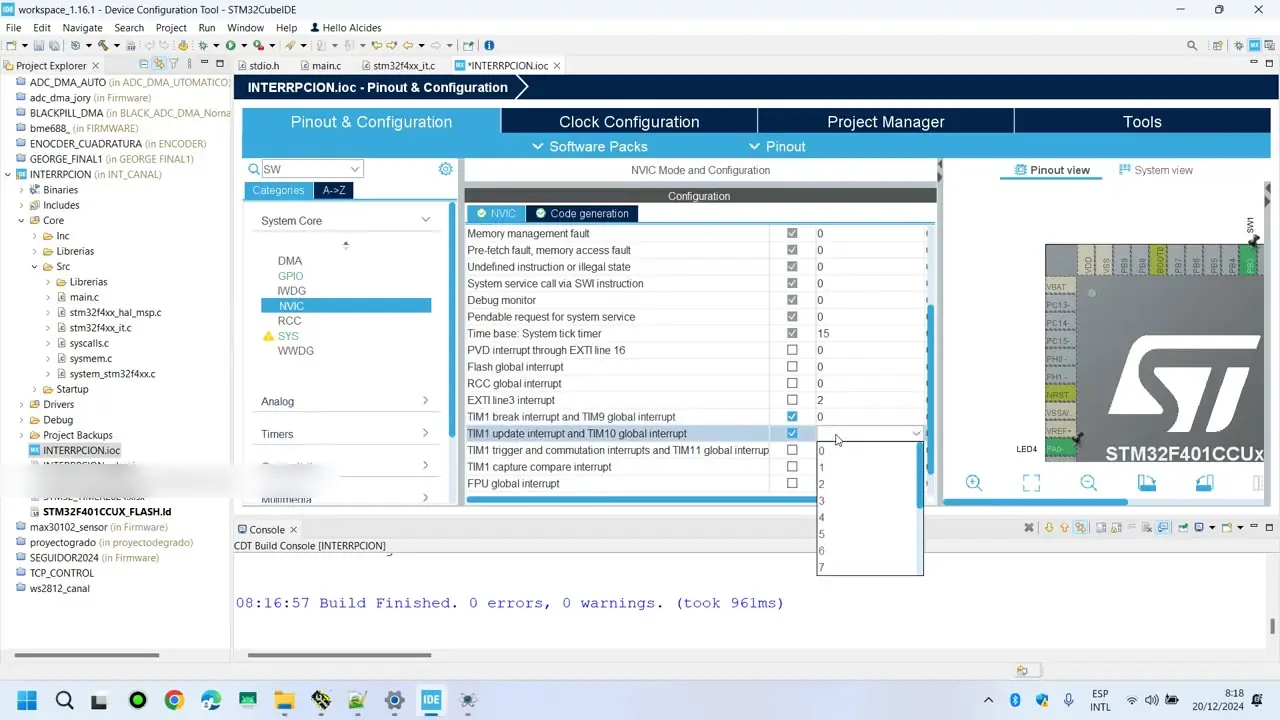 workspace_1.16.1 - Device Configuration Tool - STM32CubeIDE
File Edit Navigate Search Project Run Window Help Hello Alcides
Project Explorer
stdio.h main.c stm32f4xx_it.c *INTERRPCION.ioc
ADC_DMA_AUTO (in ADC_DMA_UTOMATICO)
adc_dma_jory (in Firmware)
BLACKPILL_DMA (in BLACK_ADC_DMA_Norma
bme688_ (in FIRMWARE)
ENOCDER_CUADRATURA (in ENCODER)
GEORGE_FINAL1 (in GEORGE FINAL1)
INTERRPCION (in INT_CANAL)
Binaries
Includes
Core
Inc
Librerias
Src
Librerias
main.c
stm32f4xx_hal_msp.c
stm32f4xx_it.c
syscalls.c
sysmem.c
system_stm32f4xx.c
Startup
Drivers
Debug
Project Backups
INTERRPCION.ioc
STM32F401CCUX_FLASH.ld
max30102_sensor (in Firmware)
proyectogrado (in proyectodegrado)
SEGUIDOR2024 (in Firmware)
TCP_CONTROL
ws2812_canal
INTERRPCION.ioc - Pinout & Configuration
Pinout & Configuration Clock Configuration Project Manager Tools
Software Packs Pinout
SW
Categories A->Z
System Core
DMA
GPIO
IWDG
NVIC
RCC
SYS
WWDG
Analog
Timers
Multimedia
NVIC Mode and Configuration
Configuration
NVIC Code generation
Memory management fault 0
Pre-fetch fault, memory access fault 0
Undefined instruction or illegal state 0
System service call via SWI instruction 0
Debug monitor 0
Pendable request for system service 0
Time base: System tick timer 15
PVD interrupt through EXTI line 16 0
Flash global interrupt 0
RCC global interrupt 0
EXTI line3 interrupt 2
TIM1 break interrupt and TIM9 global interrupt 0
TIM1 update interrupt and TIM10 global interrupt
TIM1 trigger and commutation interrupts and TIM11 global interrup
TIM1 capture compare interrupt
FPU global interrupt
0
1
2
3
4
5
6
7
Pinout view System view
SW1
VDD VSS PB9 PB8 BOOT0 PB7 PB6 PB5 PB4 PB3
VBAT
PC13-
PC14-
PC15-
PH0 -
PH1 -
NRST
VSSA/
VREF+
LED4 PA0-
STM32F401CCUx
Console
CDT Build Console [INTERRPCION]
08:16:57 Build Finished. 0 errors, 0 warnings. (took 961ms)
IDE
ESP
INTL
8:18
20/12/2024